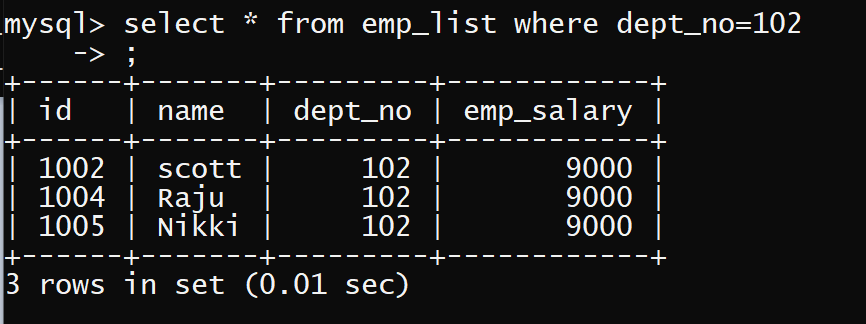 mysql> select * from emp_list where dept_no=102
    -> ;
+------+-------+---------+------------+
| id   | name  | dept_no | emp_salary |
+------+-------+---------+------------+
| 1002 | scott |     102 |       9000 |
| 1004 | Raju  |     102 |       9000 |
| 1005 | Nikki |     102 |       9000 |
+------+-------+---------+------------+
3 rows in set (0.01 sec)